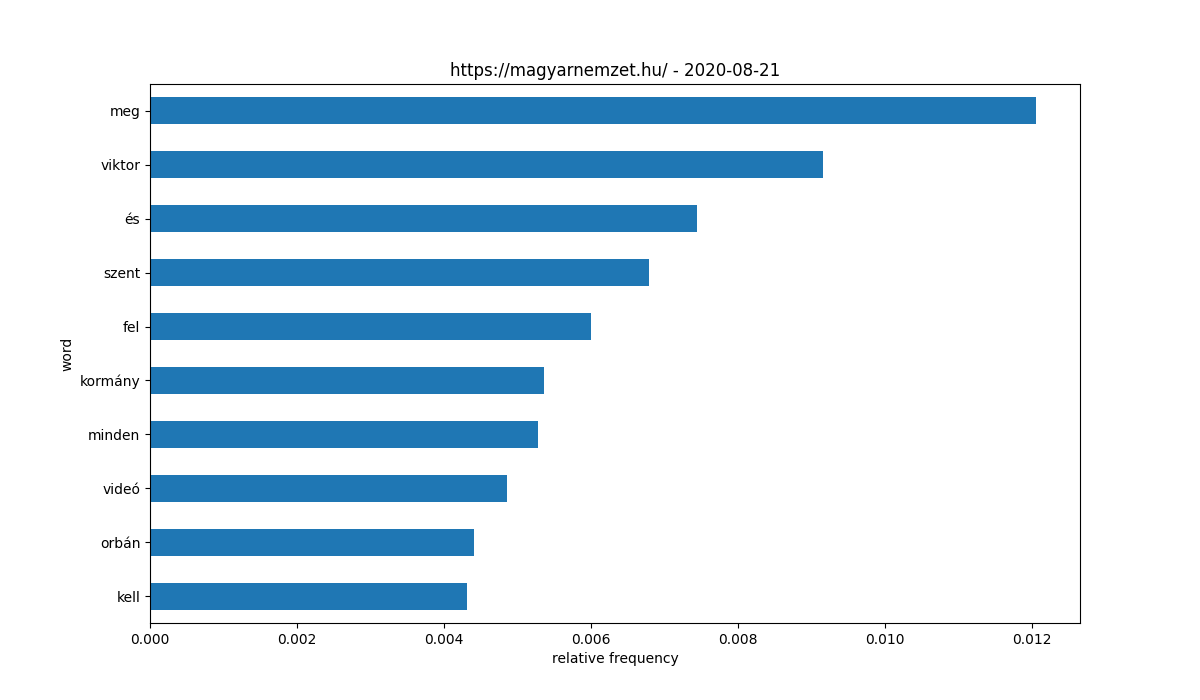 https://magyarnemzet.hu/ - 2020-08-21
meg
viktor
és
szent
fel
kormány
minden
videó
orbán
kell
word
0.000 0.002 0.004 0.006 0.008 0.010 0.012
relative frequency